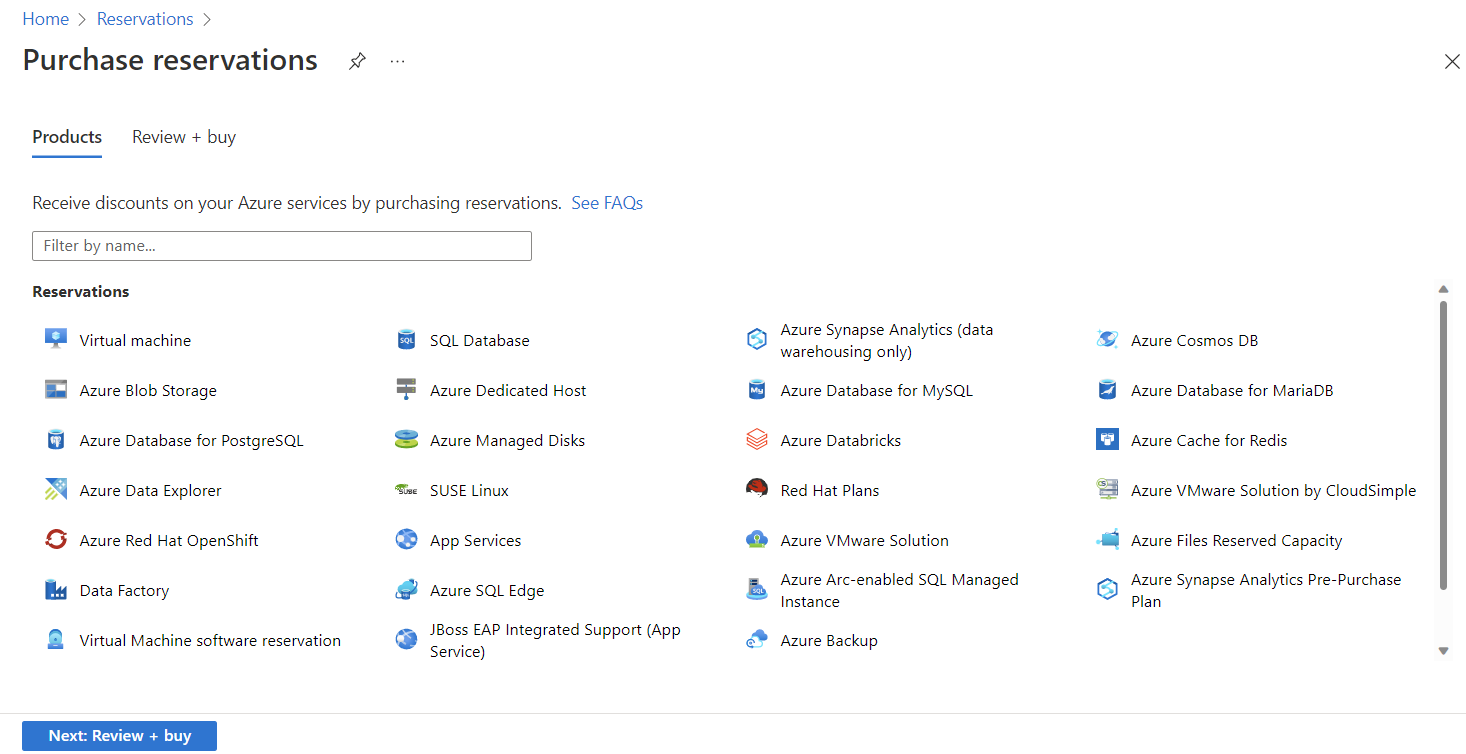 Home > Reservations >
Purchase reservations
Products Review + buy
Receive discounts on your Azure services by purchasing reservations. See FAQs
Filter by name...
Reservations
Virtual machine
SQL
SQL Database
Azure Synapse Analytics (data
warehousing only)
Azure Cosmos DB
Azure Blob Storage
Azure Dedicated Host
My
Azure Database for MySQL
Azure Database for MariaDB
Azure Database for PostgreSQL
Azure Managed Disks
Azure Databricks
Azure Cache for Redis
Azure Data Explorer
SUSE
SUSE Linux
Red Hat Plans
CS
Azure VMware Solution by CloudSimple
Azure Red Hat OpenShift
App Services
Azure VMware Solution
Azure Files Reserved Capacity
Data Factory
Azure SQL Edge
SQL
Azure Arc-enabled SQL Managed
Instance
Azure Synapse Analytics Pre-Purchase
Plan
Virtual Machine software reservation
JBoss EAP Integrated Support (App
Service)
Azure Backup
Next: Review + buy